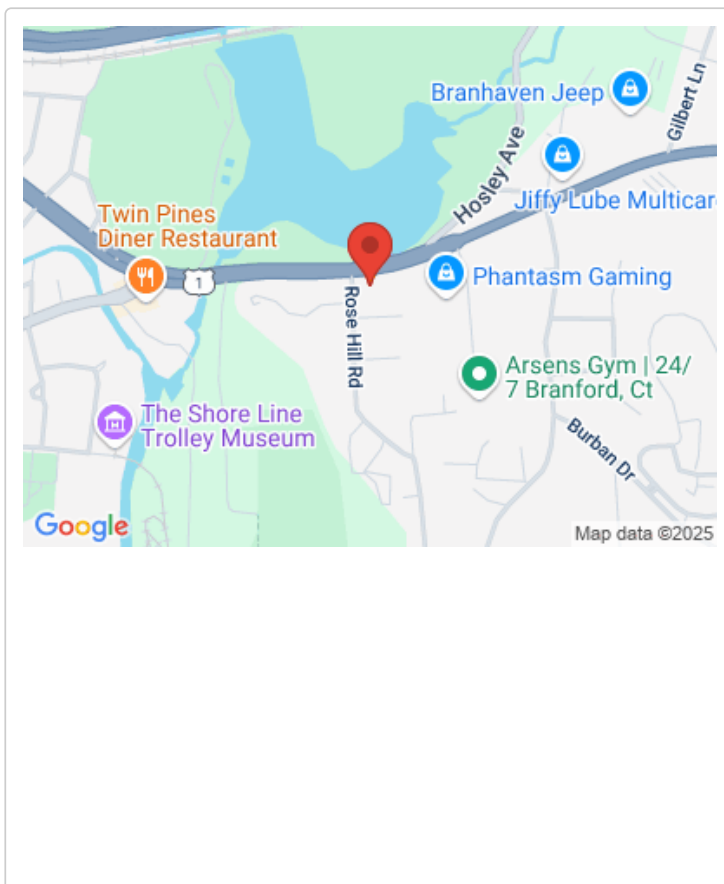 Branhaven Jeep
Gilbert Ln
Hosley Ave
Jiffy Lube Multicar
Twin Pines
Diner Restaurant
1
Phantasm Gaming
Rose Hill Rd
Arsens Gym | 24/
7 Branford, Ct
The Shore Line
Trolley Museum
Burban Dr
Google
Map data ©2025